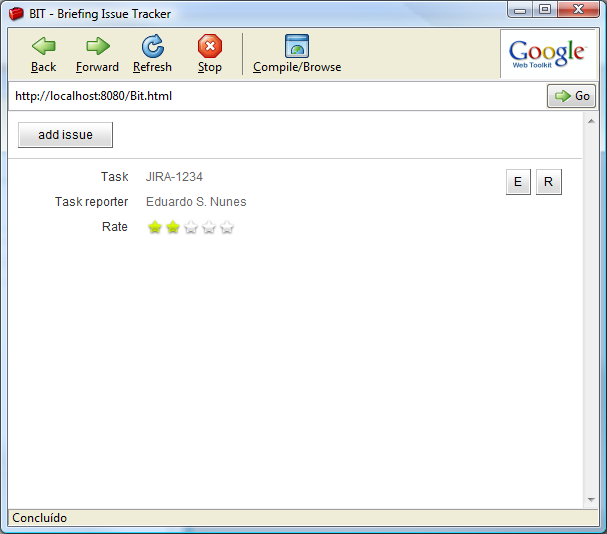 BIT - Briefing Issue Tracker
Back Forward Refresh Stop Compile/Browse
Google
Web Toolkit
http://localhost:8080/Bit.html Go
add issue
Task JIRA-1234 E R
Task reporter Eduardo S. Nunes
Rate
Concluído